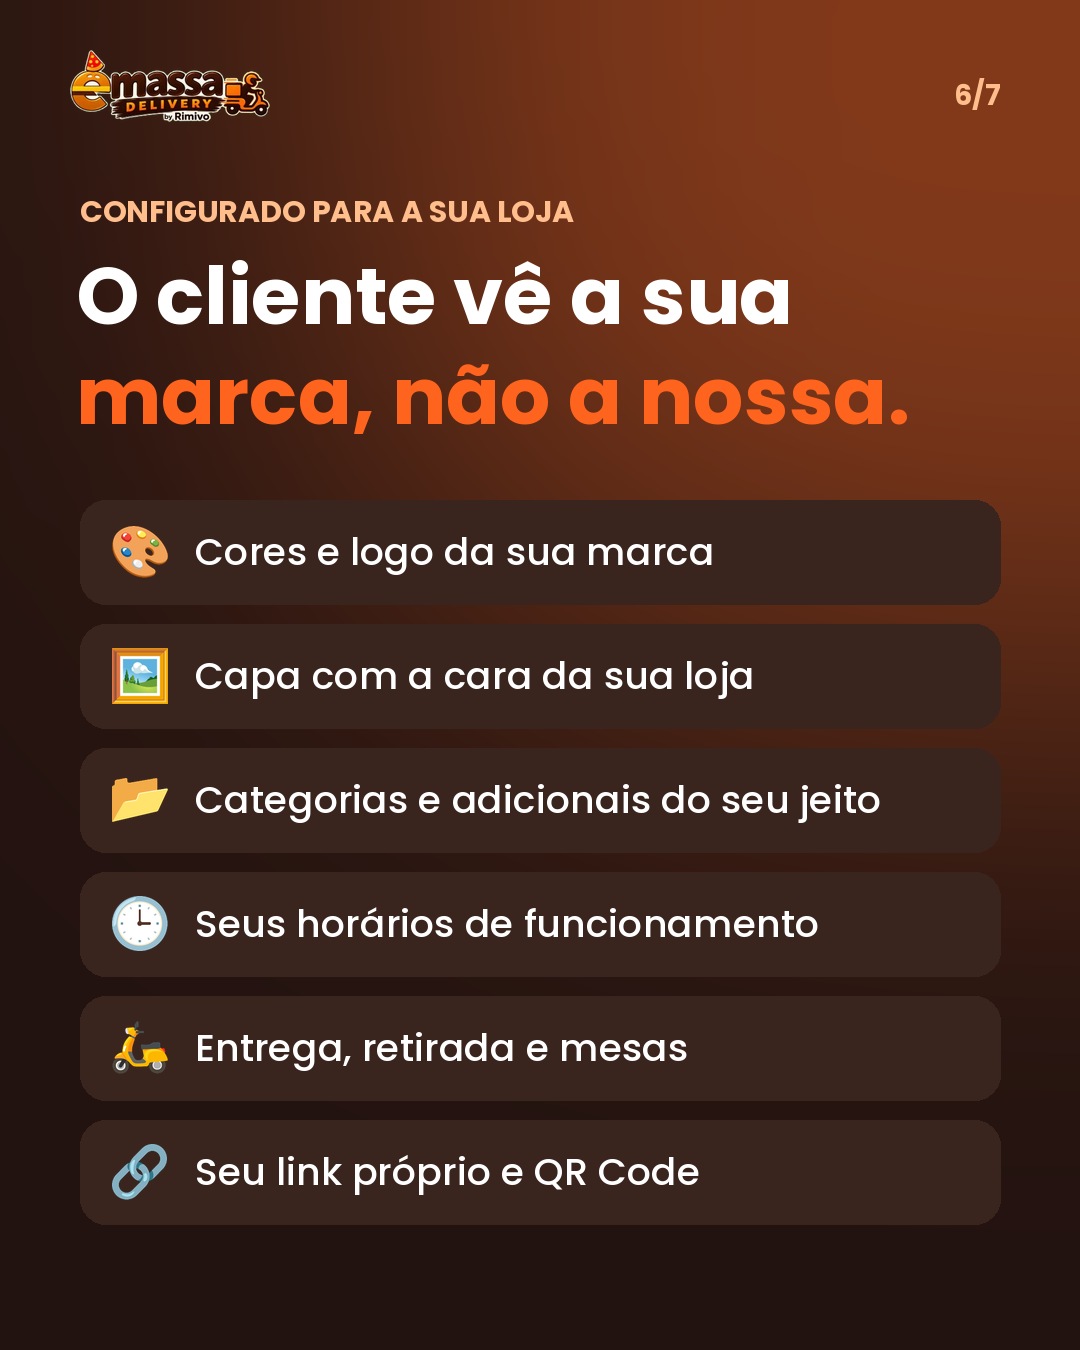 émassa
DELIVERY
by Rimivo
6/7
CONFIGURADO PARA A SUA LOJA
O cliente vê a sua
marca, não a nossa.
Cores e logo da sua marca
Capa com a cara da sua loja
Categorias e adicionais do seu jeito
Seus horários de funcionamento
Entrega, retirada e mesas
Seu link próprio e QR Code